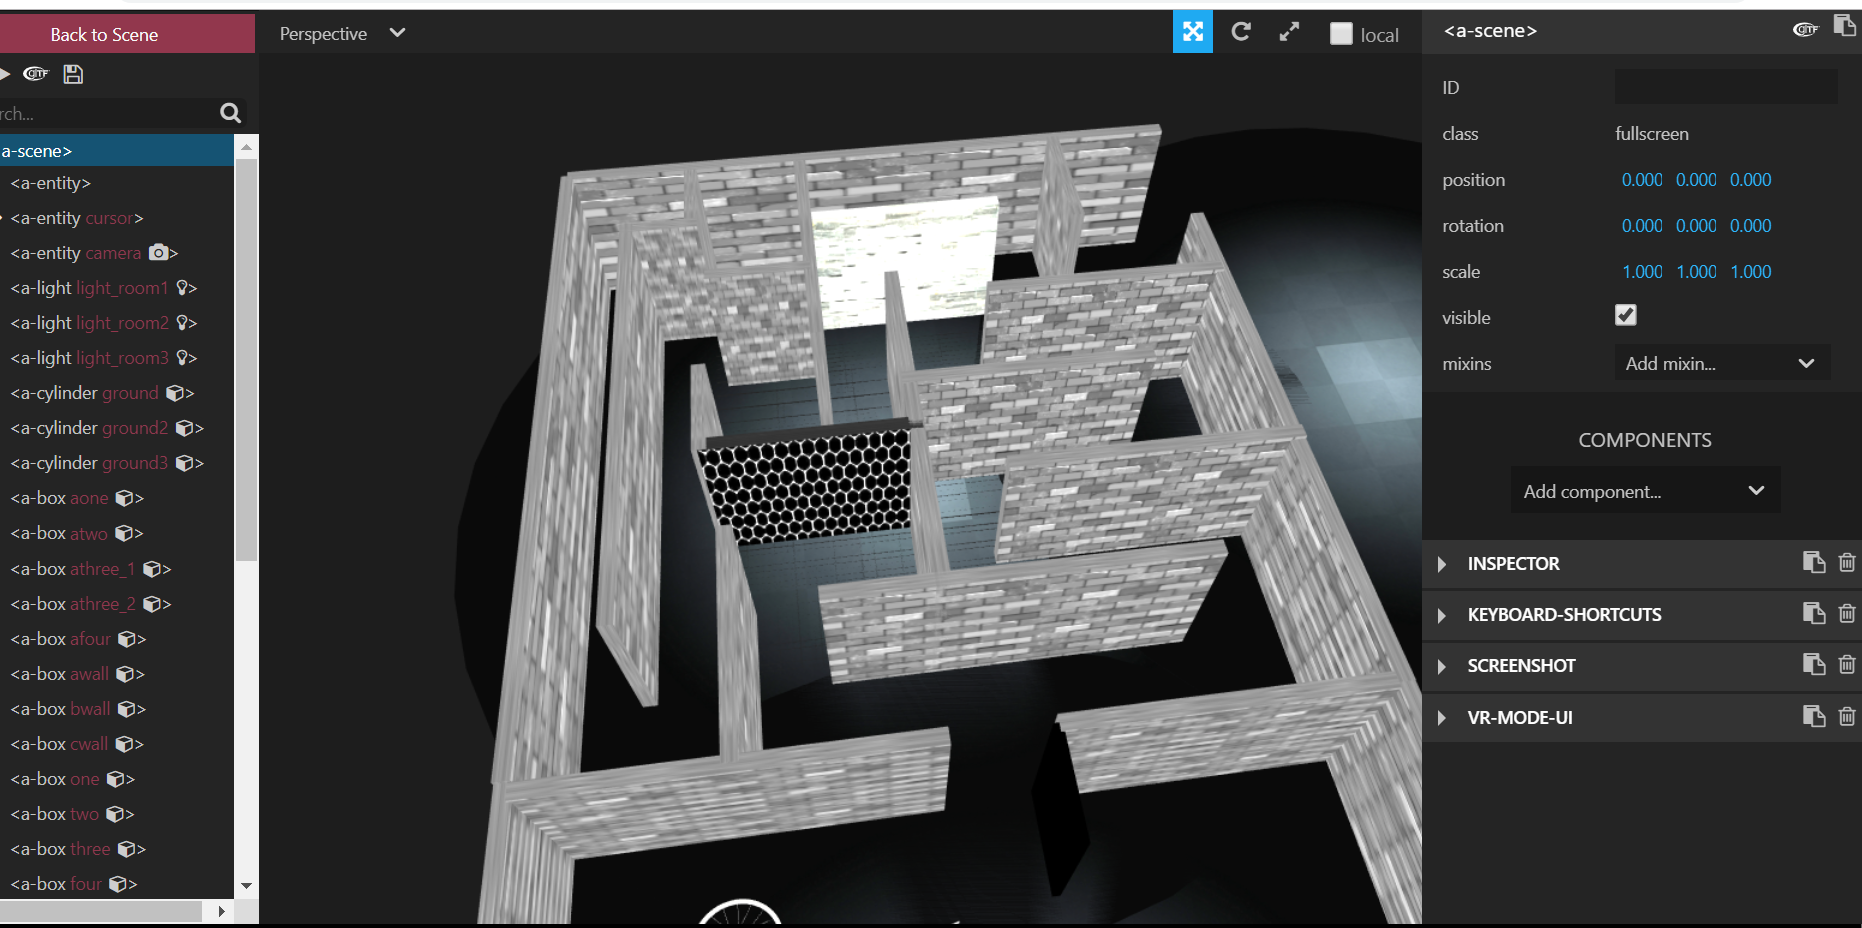 Back to Scene
Perspective
local
<a-scene>
glTF
glTF
rch...
a-scene>
<a-entity>
<a-entity cursor>
<a-entity camera >
<a-light light_room1 >
<a-light light_room2 >
<a-light light_room3 >
<a-cylinder ground >
<a-cylinder ground2 >
<a-cylinder ground3 >
<a-box aone >
<a-box atwo >
<a-box athree_1 >
<a-box athree_2 >
<a-box afour >
<a-box awall >
<a-box bwall >
<a-box cwall >
<a-box one >
<a-box two >
<a-box three >
<a-box four >
ID
class fullscreen
position 0.000 0.000 0.000
rotation 0.000 0.000 0.000
scale 1.000 1.000 1.000
visible
mixins Add mixin...
COMPONENTS
Add component...
INSPECTOR
KEYBOARD-SHORTCUTS
SCREENSHOT
VR-MODE-UI